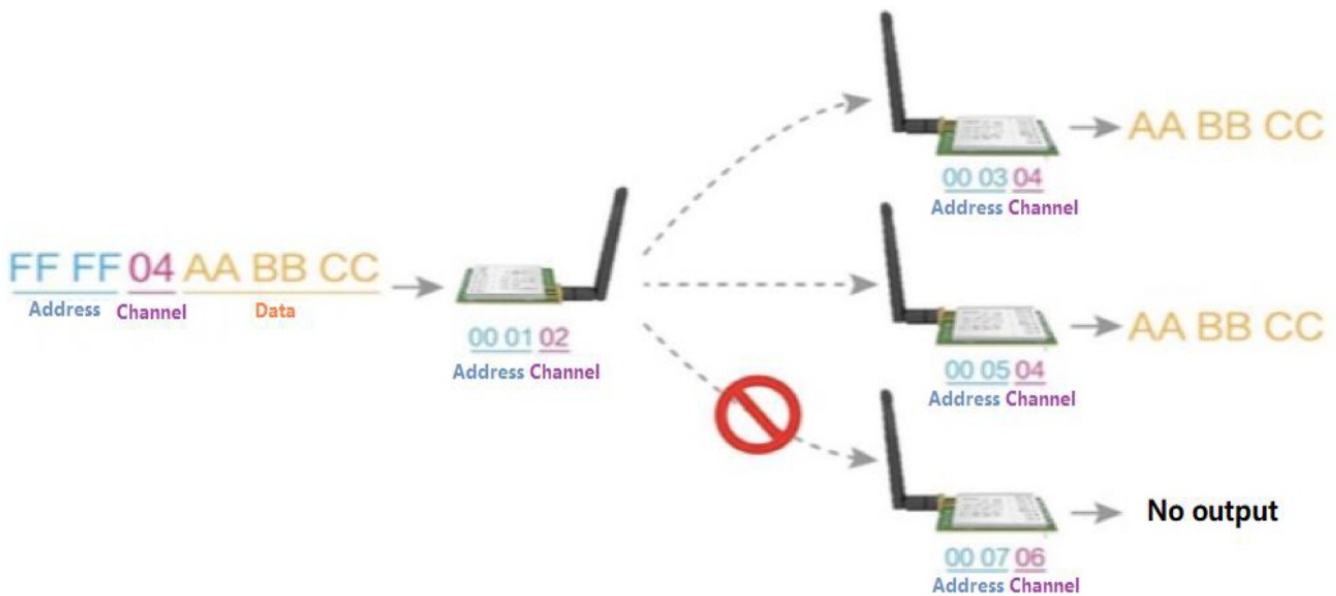 FF FF 04 AA BB CC
Address Channel Data
00 01 02
Address Channel
AA BB CC
00 03 04
Address Channel
AA BB CC
00 05 04
Address Channel
No output
00 07 06
Address Channel